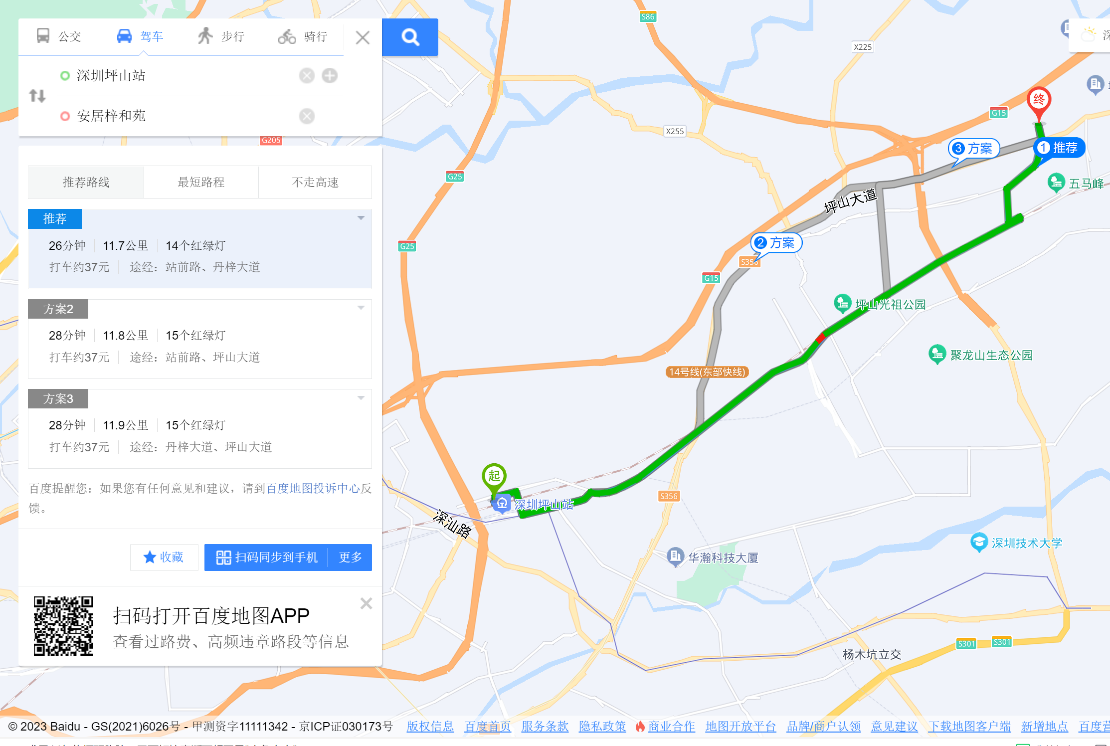 公交 驾车 步行 骑行
深圳坪山站
安居梓和苑
推荐路线 最短路程 不走高速
推荐
26分钟 11.7公里 14个红绿灯
打车约37元 途经：站前路、丹梓大道
方案2
28分钟 11.8公里 15个红绿灯
打车约37元 途经：站前路、坪山大道
方案3
28分钟 11.9公里 15个红绿灯
打车约37元 途经：丹梓大道、坪山大道
百度提醒您：如果您有任何意见和建议，请到百度地图投诉中心反
馈。
收藏 扫码同步到手机 更多
扫码打开百度地图APP
查看过路费、高频违章路段等信息
S86
X225
深
G15
终
X255
G205
3 方案
1 推荐
G25
五马峰
坪山大道
2 方案
G25
S356
G15
坪山光祖公园
聚龙山生态公园
14号线(东部快线)
起
深圳坪山站
S356
深汕路
深圳技术大学
华瀚科技大厦
S301
S301
杨木坑立交
© 2023 Baidu - GS(2021)6026号 - 甲测资字11111342 - 京ICP证030173号 版权信息 百度首页 服务条款 隐私政策 商业合作 地图开放平台 品牌/商户认领 意见建议 下载地图客户端 新增地点 百度营